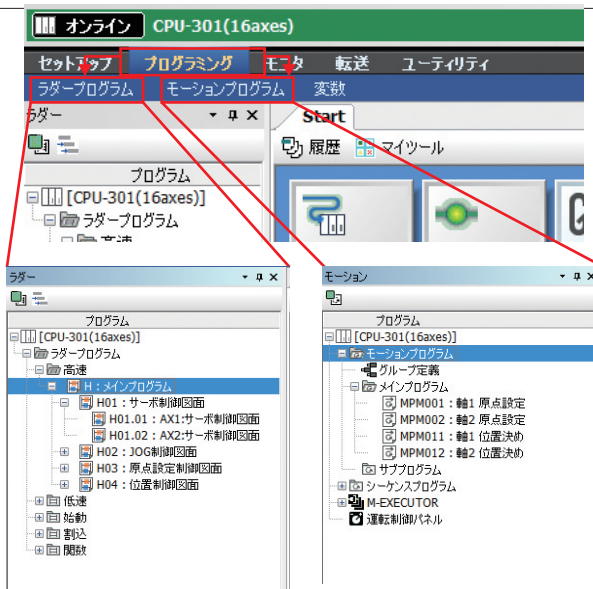 オンライン CPU-301(16axes)
セットアップ プログラミング モニタ 転送 ユーティリティ
ラダープログラム モーションプログラム 変数
ラダー Start
履歴 マイツール
プログラム
[CPU-301(16axes)]
ラダープログラム
高速
ラダー
プログラム
[CPU-301(16axes)]
ラダープログラム
高速
H:メインプログラム
H01:サーボ制御図面
H01.01:AX1:サーボ制御図面
H01.02:AX2:サーボ制御図面
H02:JOG制御図面
H03:原点設定制御図面
H04:位置制御図面
低速
始動
割込
関数
モーション
プログラム
[CPU-301(16axes)]
モーションプログラム
グループ定義
メインプログラム
MPM001:軸1 原点設定
MPM002:軸2 原点設定
MPM011:軸1 位置決め
MPM012:軸2 位置決め
サブプログラム
シーケンスプログラム
M-EXECUTOR
運転制御パネル